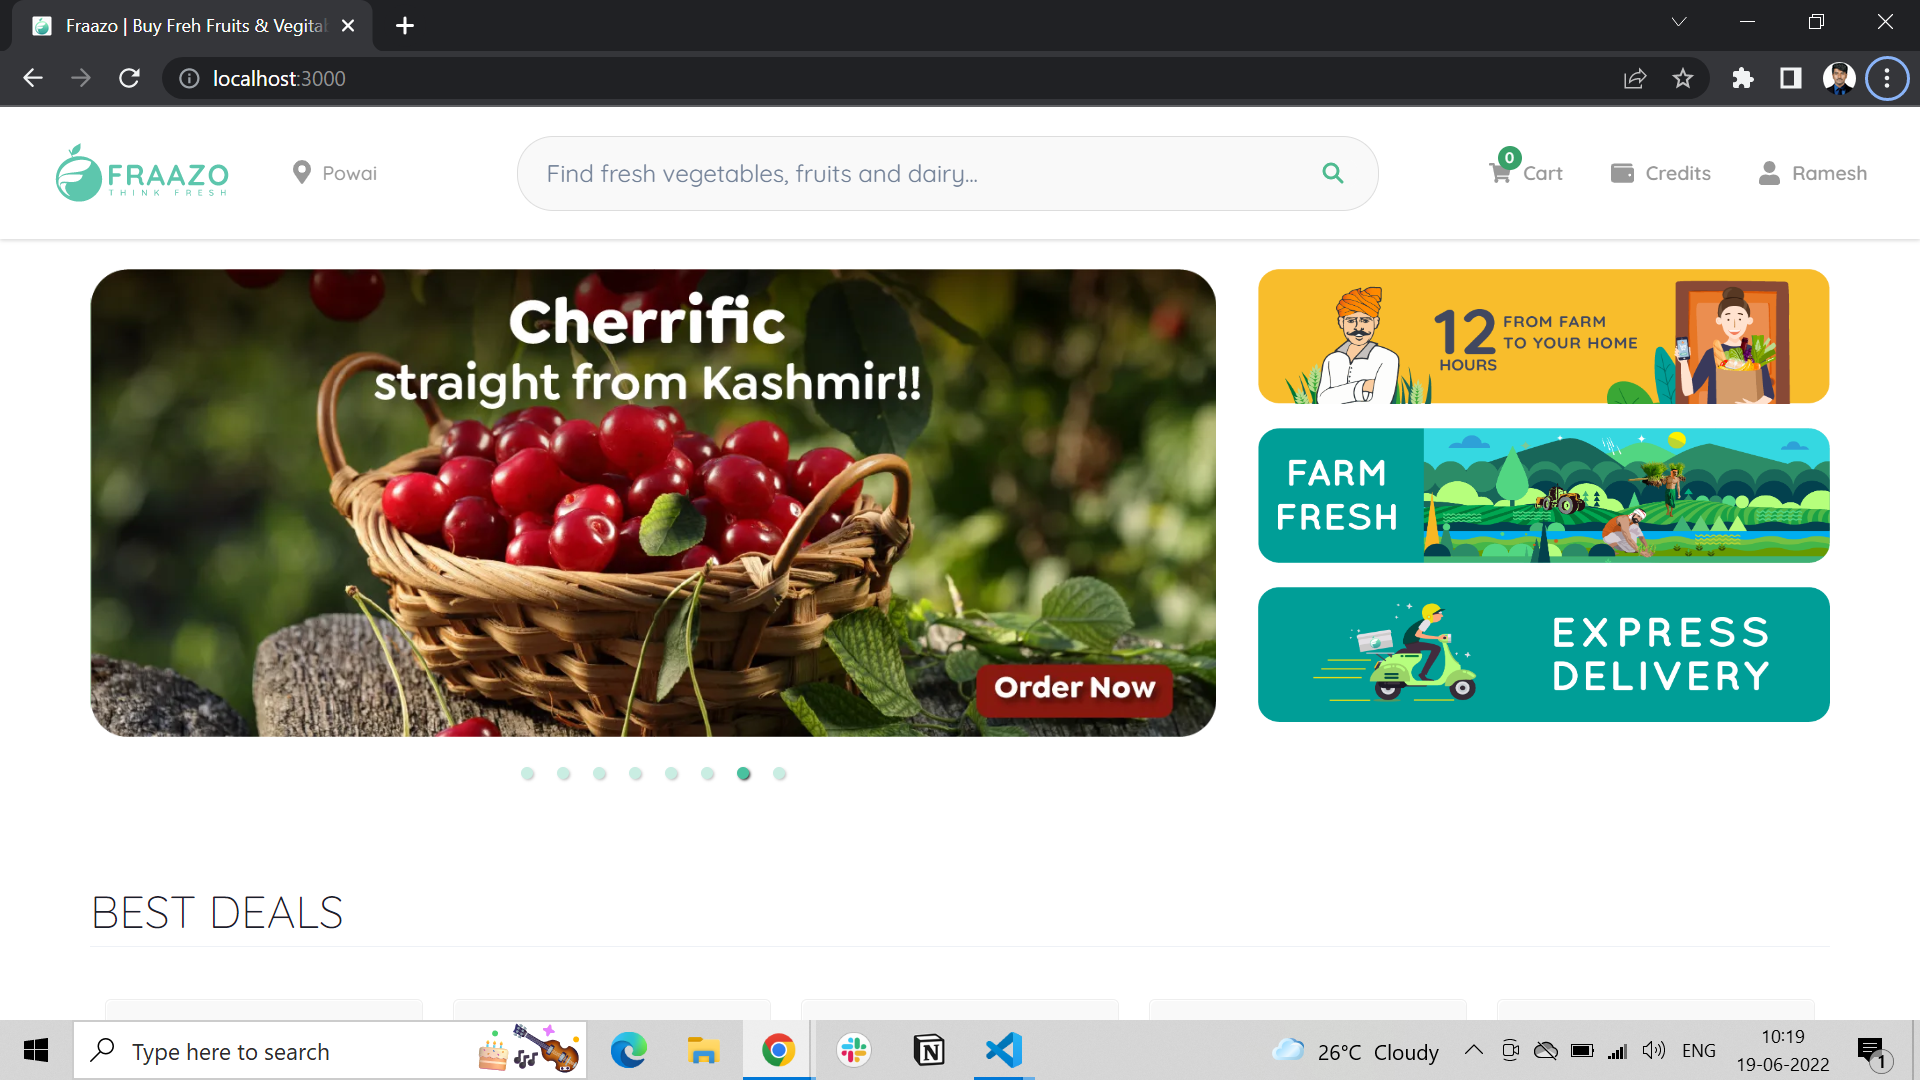 Fraazo | Buy Freh Fruits & Vegital
localhost:3000
FRAAZO
THINK FRESH
Powai
Find fresh vegetables, fruits and dairy...
0
Cart
Credits
Ramesh
Cherrific
straight from Kashmir!!
Order Now
12
HOURS
FROM FARM
TO YOUR HOME
FARM
FRESH
EXPRESS
DELIVERY
BEST DEALS
Type here to search
26°C Cloudy
ENG
10:19
19-06-2022
1